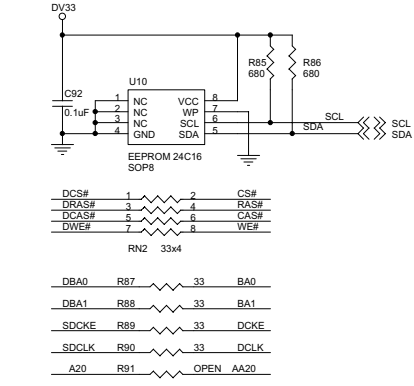 DV33
R85
680
R86
680
C92
0.1uF
U10
1 NC VCC 8
2 NC WP 7
3 NC SCL 6
4 GND SDA 5
SCL
SDA
SCL
SDA
EEPROM 24C16
SOP8
DCS# 1 2 CS#
DRAS# 3 4 RAS#
DCAS# 5 6 CAS#
DWE# 7 8 WE#
RN2 33x4
DBA0 R87 33 BA0
DBA1 R88 33 BA1
SDCKE R89 33 DCKE
SDCLK R90 33 DCLK
A20 R91 OPEN AA20